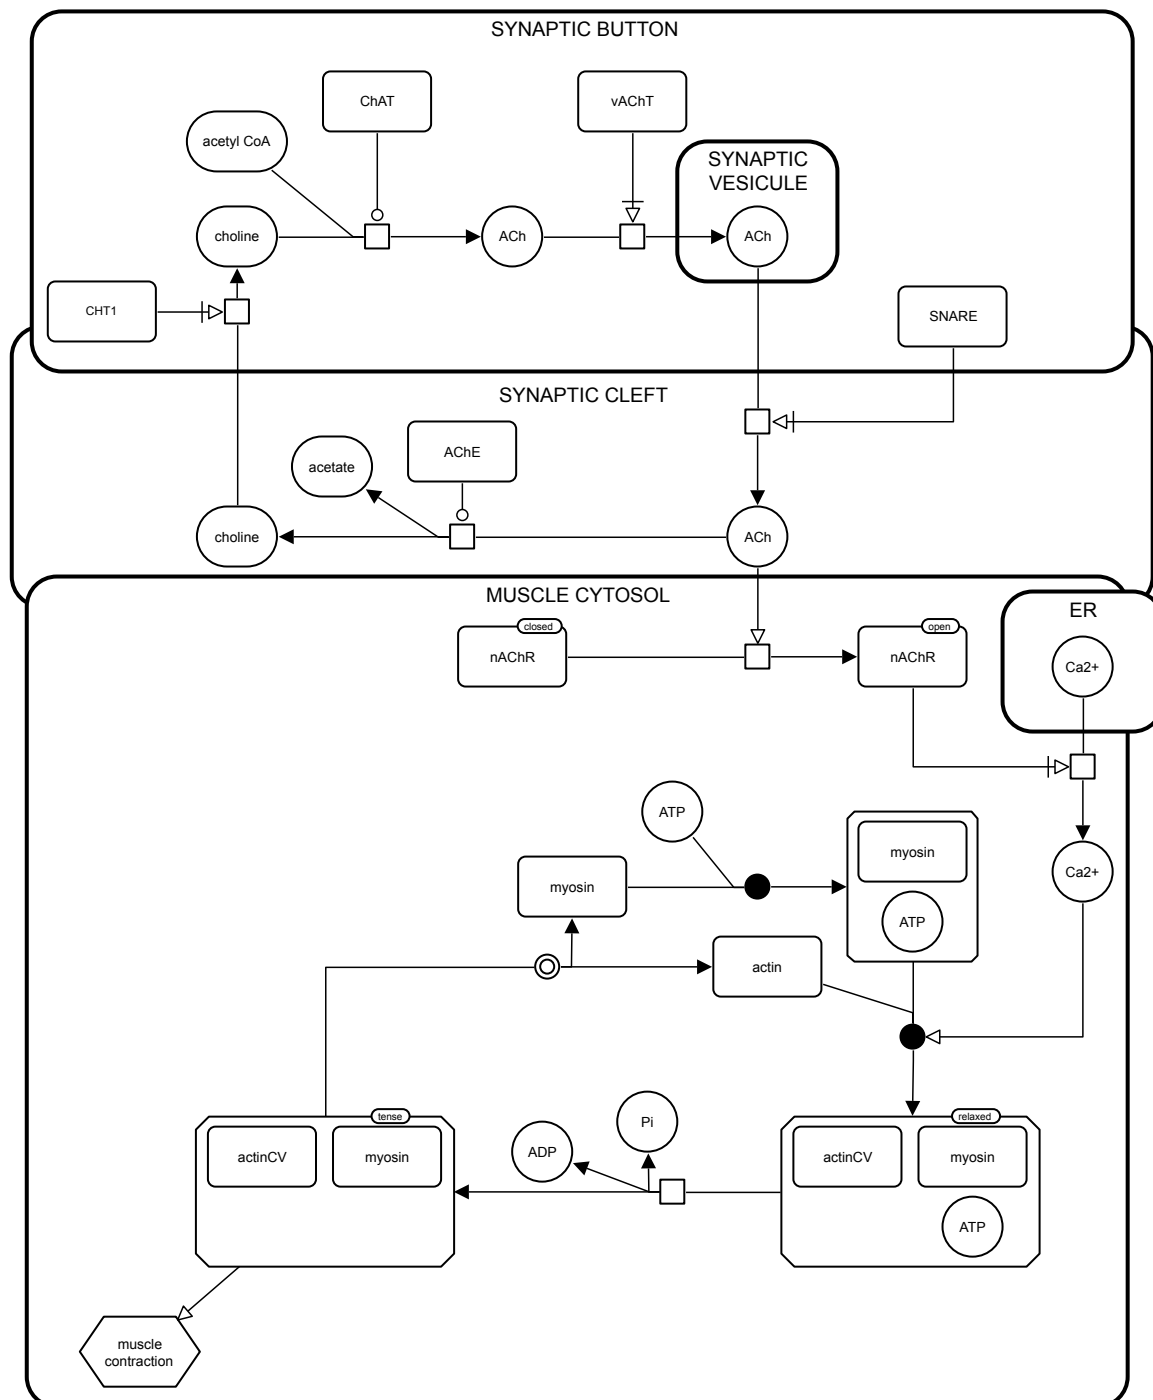 SYNAPTIC BUTTON
ChAT
vAChT
acetyl CoA
SYNAPTIC
VESICULE
choline
ACh
ACh
CHT1
SNARE
SYNAPTIC CLEFT
AChE
acetate
choline
ACh
MUSCLE CYTOSOL
ER
closed
nAChR
open
nAChR
Ca2+
ATP
myosin
myosin
Ca2+
ATP
actin
tense
actinCV
myosin
ADP
Pi
relaxed
actinCV
myosin
ATP
muscle
contraction